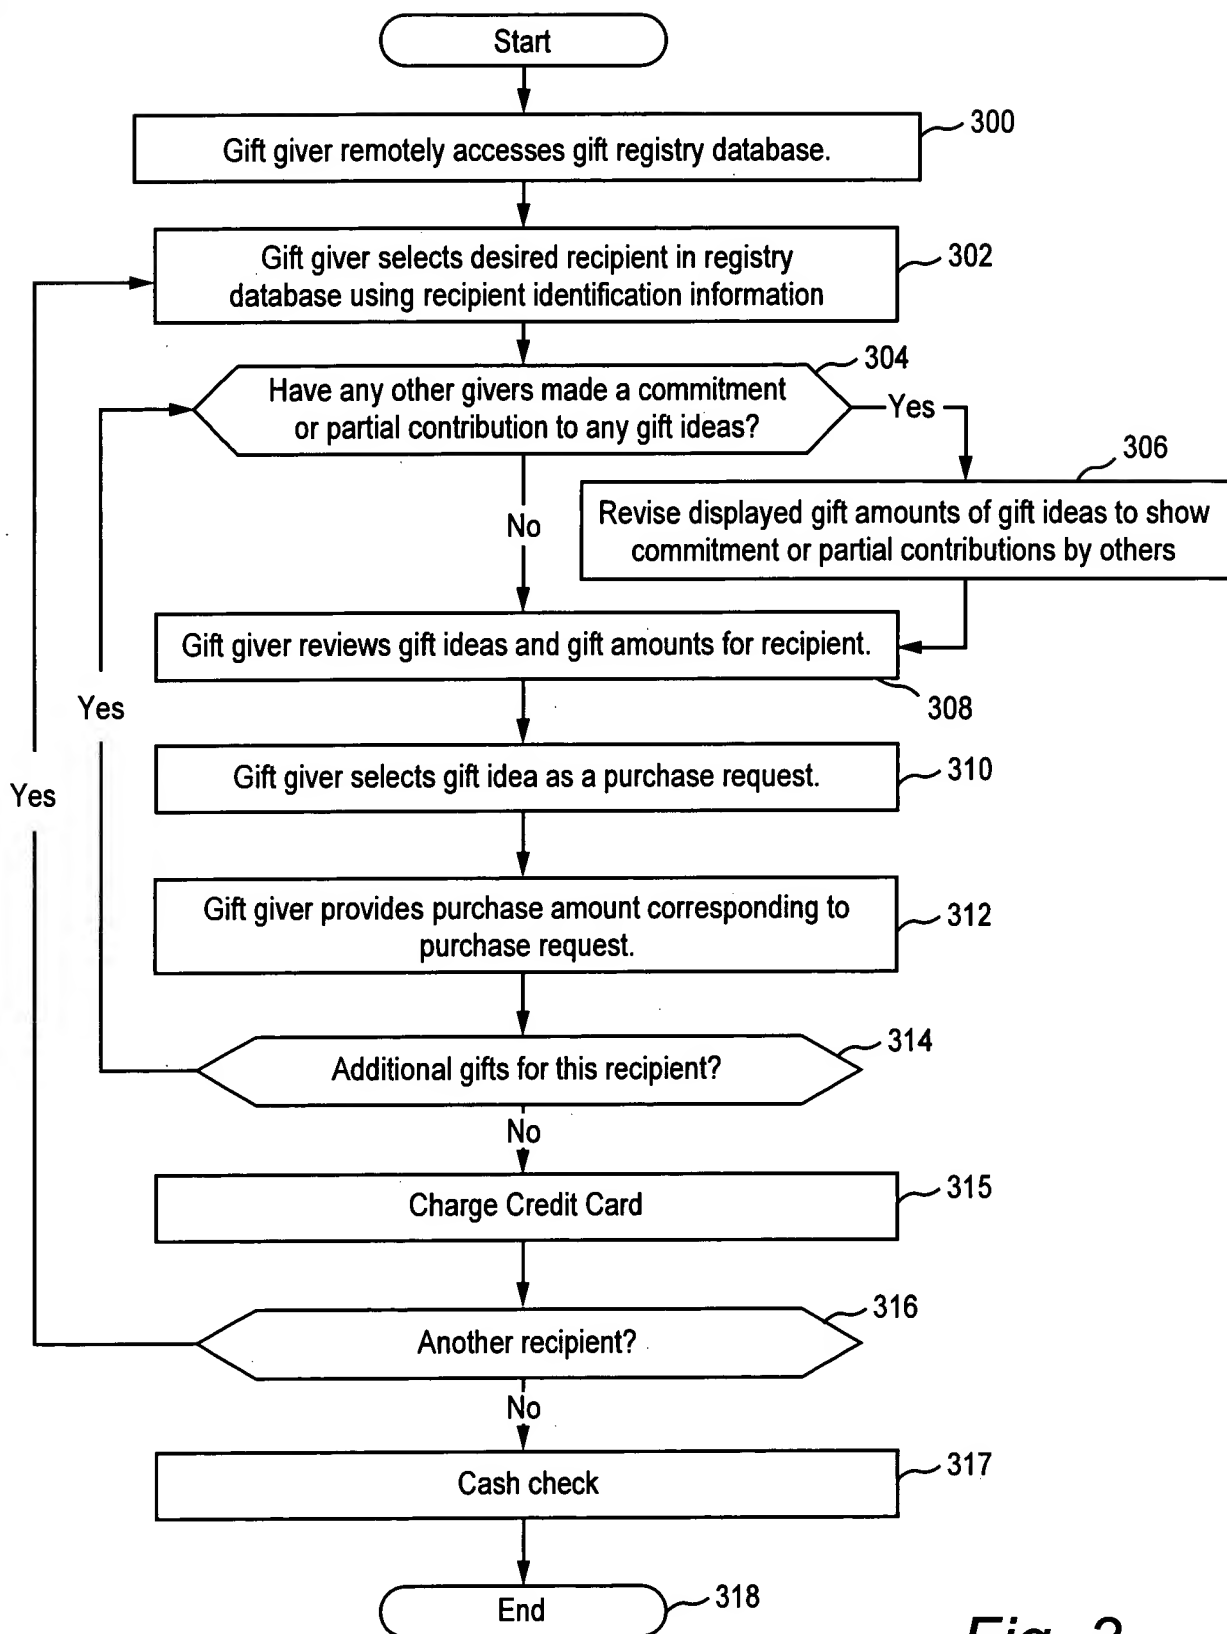 Start
300
Gift giver remotely accesses gift registry database.
302
Gift giver selects desired recipient in registry
database using recipient identification information
304
Have any other givers made a commitment
or partial contribution to any gift ideas?
Yes
306
Revise displayed gift amounts of gift ideas to show
commitment or partial contributions by others
No
Gift giver reviews gift ideas and gift amounts for recipient.
308
Yes
Yes
Gift giver selects gift idea as a purchase request.
310
Gift giver provides purchase amount corresponding to
purchase request.
312
314
Additional gifts for this recipient?
No
315
Charge Credit Card
316
Another recipient?
No
317
Cash check
End
318
Fig.